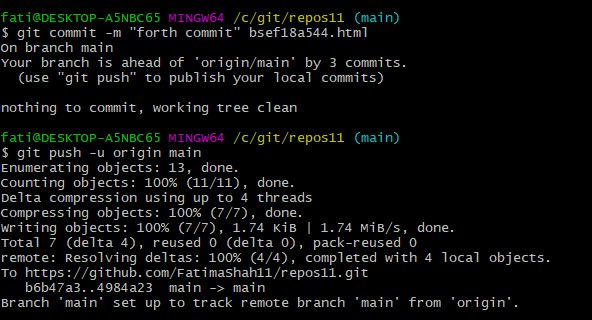 fati@DESKTOP-A5NBC65 MINGW64 /c/git/repos11 (main)
$ git commit -m "forth commit" bsef18a544.html
On branch main
Your branch is ahead of 'origin/main' by 3 commits.
  (use "git push" to publish your local commits)

nothing to commit, working tree clean

fati@DESKTOP-A5NBC65 MINGW64 /c/git/repos11 (main)
$ git push -u origin main
Enumerating objects: 13, done.
Counting objects: 100% (11/11), done.
Delta compression using up to 4 threads
Compressing objects: 100% (7/7), done.
Writing objects: 100% (7/7), 1.74 KiB | 1.74 MiB/s, done.
Total 7 (delta 4), reused 0 (delta 0), pack-reused 0
remote: Resolving deltas: 100% (4/4), completed with 4 local objects.
To https://github.com/FatimaShah11/repos11.git
   b6b47a3..4984a23  main -> main
Branch 'main' set up to track remote branch 'main' from 'origin'.